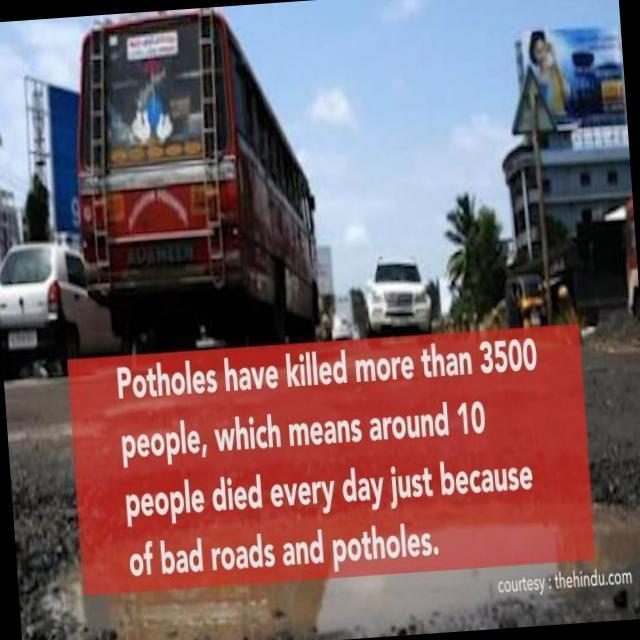 Potholes have killed more than 3500
people, which means around 10
people died every day just because
of bad roads and potholes.
courtesy : thehindu.com